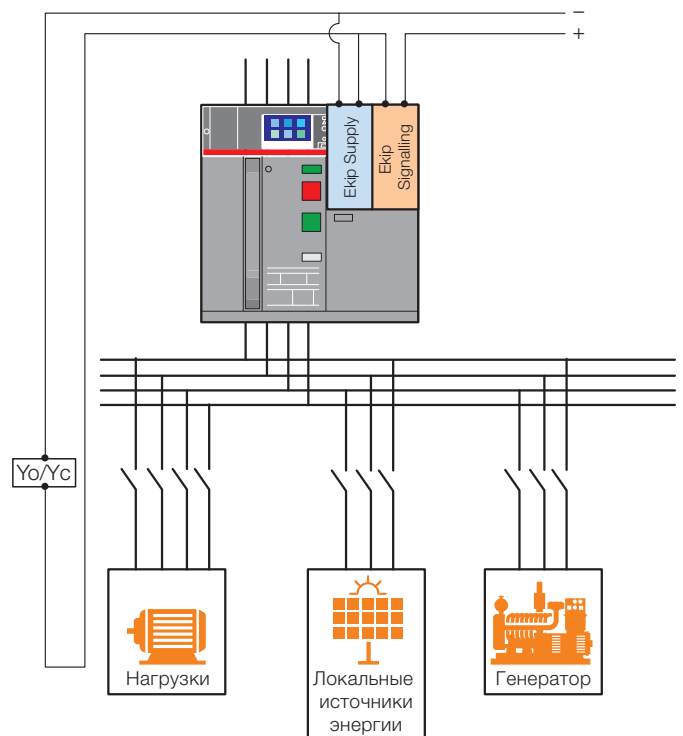 −
+
Ekip Supply
Ekip
Signalling
Yo/Yc
Нагрузки
Локальные
источники
энергии
Генератор